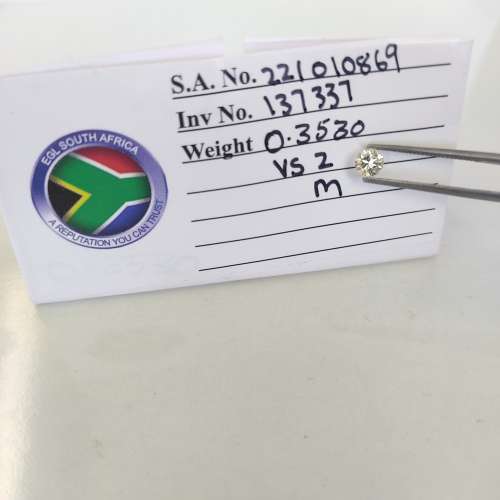 EGL SOUTH AFRICA
A REPUTATION YOU CAN TRUST
S.A. No. 221010869
Inv No. 137337
Weight 0.3530
VS 2
M